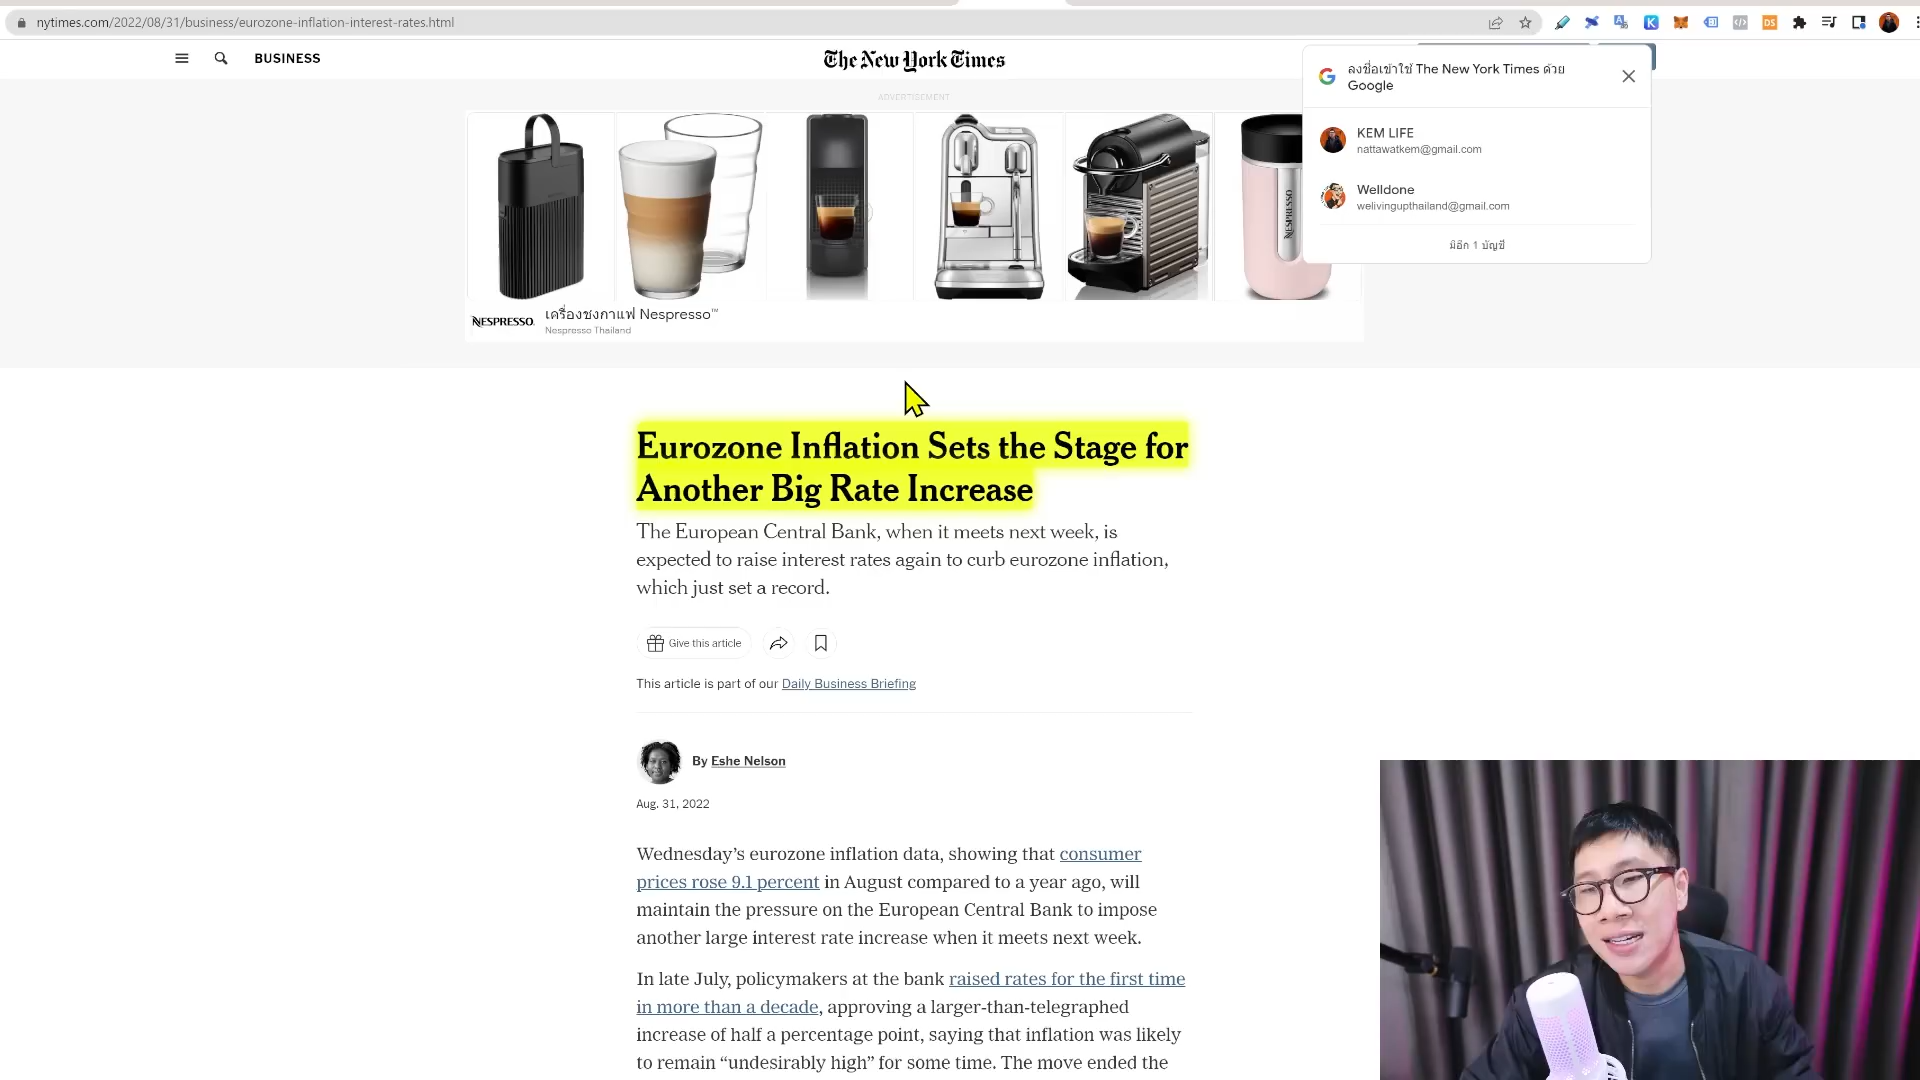 nytimes.com/2022/08/31/business/eurozone-inflation-interest-rates.html
BUSINESS
The New York Times
ADVERTISEMENT
ลงชื่อเข้าใช้ The New York Times ด้วย
Google
KEM LIFE
nattawatkem@gmail.com
Welldone
welivingupthailand@gmail.com
มีอีก 1 บัญชี
NESPRESSO
NESPRESSO.
เครื่องชงกาแฟ Nespresso™
Nespresso Thailand
Eurozone Inflation Sets the Stage for
Another Big Rate Increase
The European Central Bank, when it meets next week, is
expected to raise interest rates again to curb eurozone inflation,
which just set a record.
Give this article
This article is part of our Daily Business Briefing
By Eshe Nelson
Aug. 31, 2022
Wednesday’s eurozone inflation data, showing that consumer
prices rose 9.1 percent in August compared to a year ago, will
maintain the pressure on the European Central Bank to impose
another large interest rate increase when it meets next week.
In late July, policymakers at the bank raised rates for the first time
in more than a decade, approving a larger-than-telegraphed
increase of half a percentage point, saying that inflation was likely
to remain “undesirably high” for some time. The move ended the